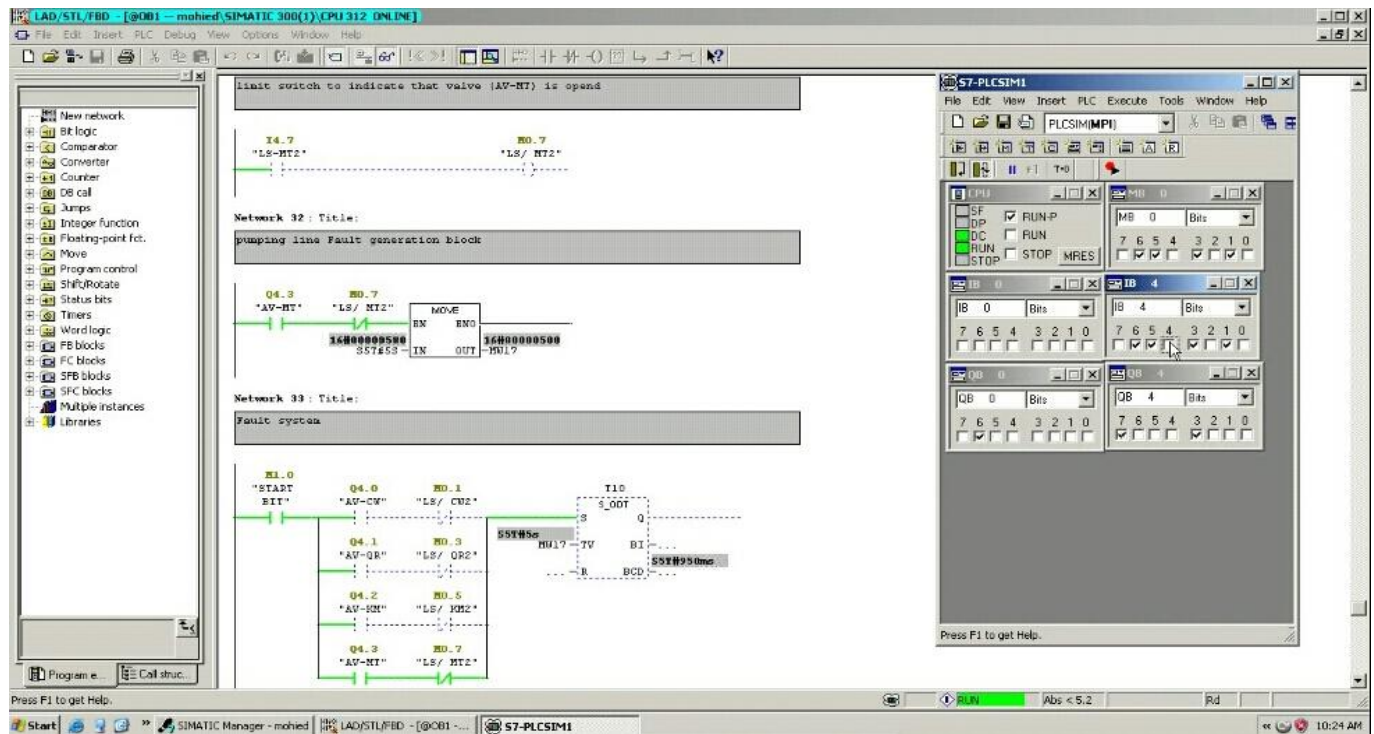 LAD/STL/FBD - [@OB1 -- mohied\SIMATIC 300(1)\CPU 312 ONLINE]
File Edit Insert PLC Debug View Options Window Help
New network
Bit logic
Comparator
Converter
Counter
DB call
Jumps
Integer function
Floating-point fct.
Move
Program control
Shift/Rotate
Status bits
Timers
Word logic
FB blocks
FC blocks
SFB blocks
SFC blocks
Multiple instances
Libraries
Program e... Call struc...
limit switch to indicate that valve (AV-MT) is opend
I4.7 M0.7
"LS-MT2" "LS/ MT2"
Network 32 : Title:
pumping line Fault generation block
Q4.3 M0.7
"AV-MT" "LS/ MT2" MOVE
EN ENO
16#00000500 16#00000500
S5T#5S IN OUT MW17
Network 33 : Title:
Fault system
M1.0
"START BIT" Q4.0 M0.1 T10
"AV-CW" "LS/ CW2" S_ODT
S Q
S5T#5s
Q4.1 M0.3 MW17 TV BI ...
"AV-QR" "LS/ QR2" S5T#950ms
... R BCD ...
Q4.2 M0.5
"AV-KM" "LS/ KM2"
Q4.3 M0.7
"AV-MT" "LS/ MT2"
S7-PLCSIM1
File Edit View Insert PLC Execute Tools Window Help
PLCSIM(MPI)
T=0
CPU
SF
DP
DC
RUN
STOP
RUN-P
RUN
STOP MRES
MB 0
MB 0 Bits
7 6 5 4 3 2 1 0
IB 0
IB 0 Bits
7 6 5 4 3 2 1 0
IB 4
IB 4 Bits
7 6 5 4 3 2 1 0
QB 0
QB 0 Bits
7 6 5 4 3 2 1 0
QB 4
QB 4 Bits
7 6 5 4 3 2 1 0
Press F1 to get Help.
Press F1 to get Help. RUN Abs < 5.2 Rd
Start SIMATIC Manager - mohied LAD/STL/FBD - [@OB1 -... S7-PLCSIM1 10:24 AM